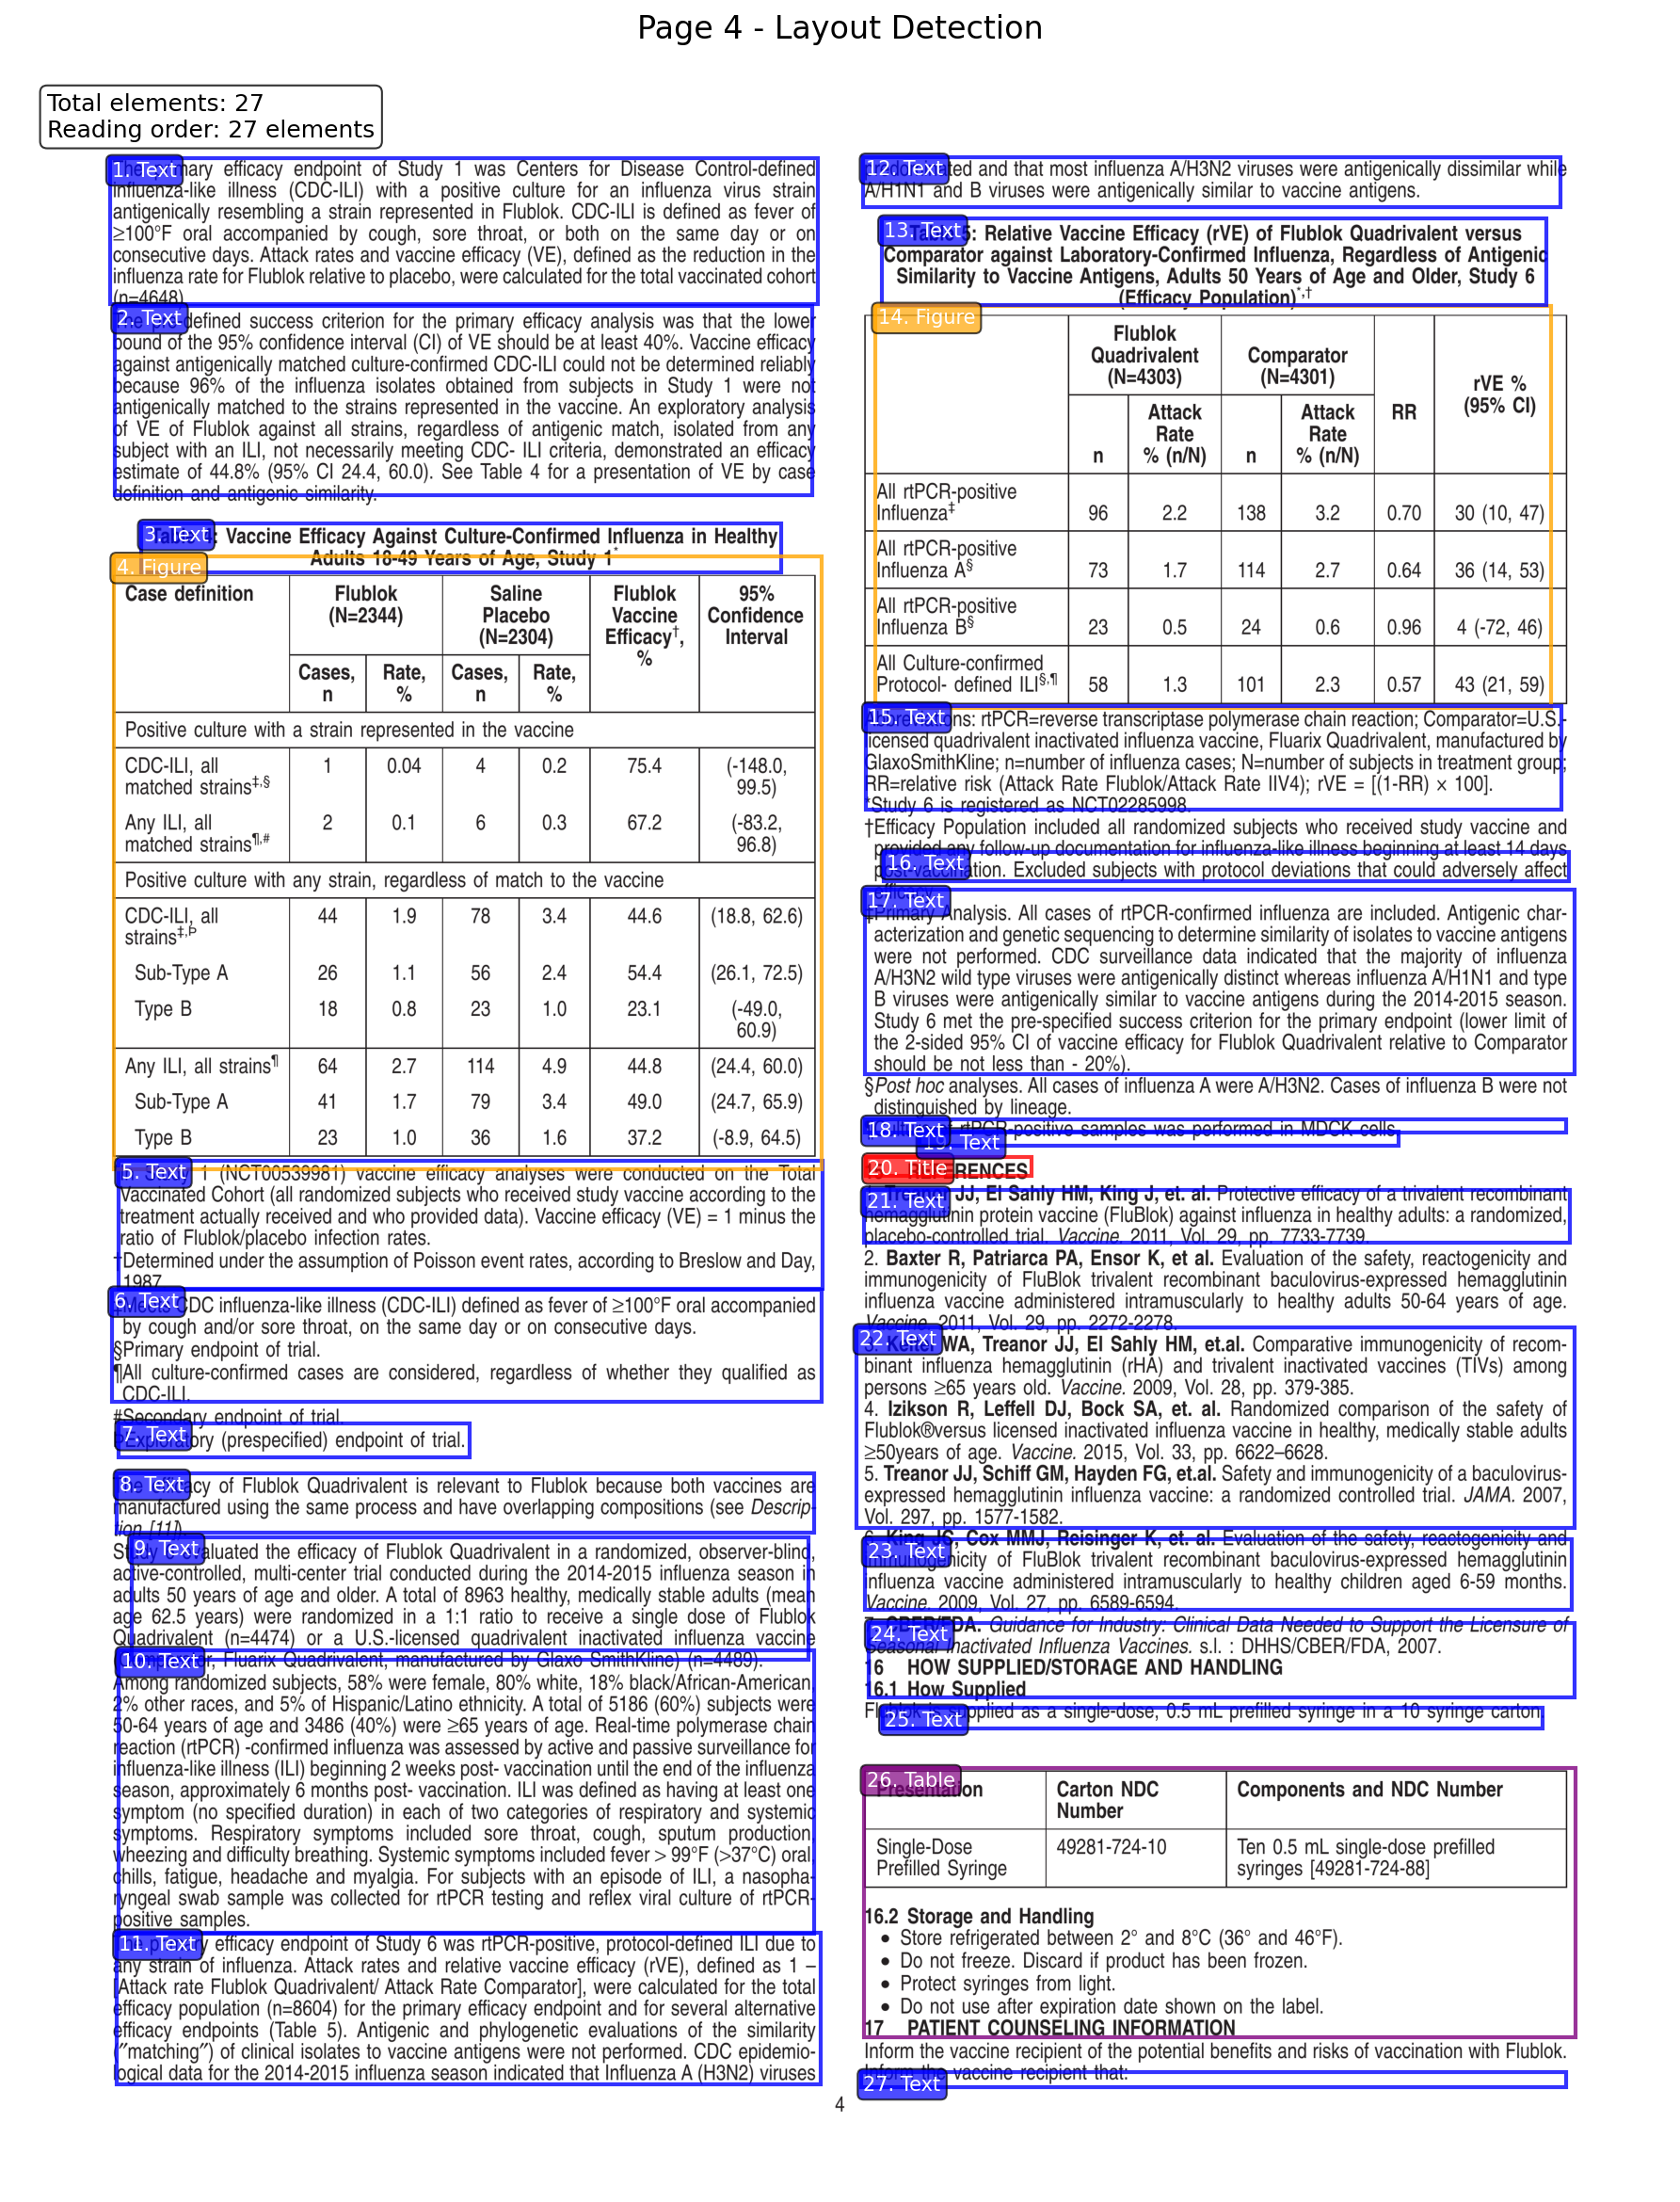 Page 4 - Layout Detection
Total elements: 27
Reading order: 27 elements
1. Text
mary efficacy endpoint of Study 1 was Centers for Disease Control-defined
influenza-like illness (CDC-ILI) with a positive culture for an influenza virus strain
antigenically resembling a strain represented in Flublok. CDC-ILI is defined as fever of
≥100°F oral accompanied by cough, sore throat, or both on the same day or on
consecutive days. Attack rates and vaccine efficacy (VE), defined as the reduction in the
influenza rate for Flublok relative to placebo, were calculated for the total vaccinated cohort
(n=4648).
2. Text
defined success criterion for the primary efficacy analysis was that the lower
bound of the 95% confidence interval (CI) of VE should be at least 40%. Vaccine efficacy
against antigenically matched culture-confirmed CDC-ILI could not be determined reliably
because 96% of the influenza isolates obtained from subjects in Study 1 were not
antigenically matched to the strains represented in the vaccine. An exploratory analysis
of VE of Flublok against all strains, regardless of antigenic match, isolated from any
subject with an ILI, not necessarily meeting CDC- ILI criteria, demonstrated an efficacy
estimate of 44.8% (95% CI 24.4, 60.0). See Table 4 for a presentation of VE by case
definition and antigenic similarity.
3. Text
: Vaccine Efficacy Against Culture-Confirmed Influenza in Healthy
Adults 18-49 Years of Age, Study 1*
4. Figure
Case definition Flublok (N=2344) Saline Placebo (N=2304) Flublok Vaccine Efficacy†, % 95% Confidence Interval
Cases, n Rate, % Cases, n Rate, %
Positive culture with a strain represented in the vaccine
CDC-ILI, all matched strains‡,§ 1 0.04 4 0.2 75.4 (-148.0, 99.5)
Any ILI, all matched strains¶,# 2 0.1 6 0.3 67.2 (-83.2, 96.8)
Positive culture with any strain, regardless of match to the vaccine
CDC-ILI, all strains‡,Þ 44 1.9 78 3.4 44.6 (18.8, 62.6)
Sub-Type A 26 1.1 56 2.4 54.4 (26.1, 72.5)
Type B 18 0.8 23 1.0 23.1 (-49.0, 60.9)
Any ILI, all strains¶ 64 2.7 114 4.9 44.8 (24.4, 60.0)
Sub-Type A 41 1.7 79 3.4 49.0 (24.7, 65.9)
Type B 23 1.0 36 1.6 37.2 (-8.9, 64.5)
5. Text
1 (NCT00539981) vaccine efficacy analyses were conducted on the Total
Vaccinated Cohort (all randomized subjects who received study vaccine according to the
treatment actually received and who provided data). Vaccine efficacy (VE) = 1 minus the
ratio of Flublok/placebo infection rates.
†Determined under the assumption of Poisson event rates, according to Breslow and Day,
1987.
6. Text
CDC influenza-like illness (CDC-ILI) defined as fever of ≥100°F oral accompanied
by cough and/or sore throat, on the same day or on consecutive days.
§Primary endpoint of trial.
¶All culture-confirmed cases are considered, regardless of whether they qualified as
CDC-ILI.
#Secondary endpoint of trial.
7. Text
ÞExploratory (prespecified) endpoint of trial.
8. Text
of Flublok Quadrivalent is relevant to Flublok because both vaccines are
manufactured using the same process and have overlapping compositions (see Descrip-
tion [11]).
9. Text
evaluated the efficacy of Flublok Quadrivalent in a randomized, observer-blind,
active-controlled, multi-center trial conducted during the 2014-2015 influenza season in
adults 50 years of age and older. A total of 8963 healthy, medically stable adults (mean
age 62.5 years) were randomized in a 1:1 ratio to receive a single dose of Flublok
Quadrivalent (n=4474) or a U.S.-licensed quadrivalent inactivated influenza vaccine
10. Text
Fluarix Quadrivalent, manufactured by Glaxo SmithKline) (n=4489).
Among randomized subjects, 58% were female, 80% white, 18% black/African-American,
2% other races, and 5% of Hispanic/Latino ethnicity. A total of 5186 (60%) subjects were
50-64 years of age and 3486 (40%) were ≥65 years of age. Real-time polymerase chain
reaction (rtPCR) -confirmed influenza was assessed by active and passive surveillance for
influenza-like illness (ILI) beginning 2 weeks post- vaccination until the end of the influenza
season, approximately 6 months post- vaccination. ILI was defined as having at least one
symptom (no specified duration) in each of two categories of respiratory and systemic
symptoms. Respiratory symptoms included sore throat, cough, sputum production,
wheezing and difficulty breathing. Systemic symptoms included fever > 99°F (>37°C) oral,
chills, fatigue, headache and myalgia. For subjects with an episode of ILI, a nasopha-
ryngeal swab sample was collected for rtPCR testing and reflex viral culture of rtPCR-
positive samples.
11. Text
efficacy endpoint of Study 6 was rtPCR-positive, protocol-defined ILI due to
any strain of influenza. Attack rates and relative vaccine efficacy (rVE), defined as 1 –
[Attack rate Flublok Quadrivalent/ Attack Rate Comparator], were calculated for the total
efficacy population (n=8604) for the primary efficacy endpoint and for several alternative
efficacy endpoints (Table 5). Antigenic and phylogenetic evaluations of the similarity
("matching") of clinical isolates to vaccine antigens were not performed. CDC epidemio-
logical data for the 2014-2015 influenza season indicated that Influenza A (H3N2) viruses
12. Text
and that most influenza A/H3N2 viruses were antigenically dissimilar while
A/H1N1 and B viruses were antigenically similar to vaccine antigens.
13. Text
5: Relative Vaccine Efficacy (rVE) of Flublok Quadrivalent versus
Comparator against Laboratory-Confirmed Influenza, Regardless of Antigenic
Similarity to Vaccine Antigens, Adults 50 Years of Age and Older, Study 6
(Efficacy Population)*,†
14. Figure
Flublok Quadrivalent (N=4303) Comparator (N=4301) RR rVE % (95% CI)
n Attack Rate % (n/N) n Attack Rate % (n/N)
All rtPCR-positive Influenza‡ 96 2.2 138 3.2 0.70 30 (10, 47)
All rtPCR-positive Influenza A§ 73 1.7 114 2.7 0.64 36 (14, 53)
All rtPCR-positive Influenza B§ 23 0.5 24 0.6 0.96 4 (-72, 46)
All Culture-confirmed Protocol- defined ILI§,¶ 58 1.3 101 2.3 0.57 43 (21, 59)
15. Text
rtPCR=reverse transcriptase polymerase chain reaction; Comparator=U.S.-
licensed quadrivalent inactivated influenza vaccine, Fluarix Quadrivalent, manufactured by
GlaxoSmithKline; n=number of influenza cases; N=number of subjects in treatment group;
RR=relative risk (Attack Rate Flublok/Attack Rate IIV4); rVE = [(1-RR) × 100].
*Study 6 is registered as NCT02285998.
†Efficacy Population included all randomized subjects who received study vaccine and
provided any follow-up documentation for influenza-like illness beginning at least 14 days
16. Text
post-vaccination. Excluded subjects with protocol deviations that could adversely affect
17. Text
‡Primary Analysis. All cases of rtPCR-confirmed influenza are included. Antigenic char-
acterization and genetic sequencing to determine similarity of isolates to vaccine antigens
were not performed. CDC surveillance data indicated that the majority of influenza
A/H3N2 wild type viruses were antigenically distinct whereas influenza A/H1N1 and type
B viruses were antigenically similar to vaccine antigens during the 2014-2015 season.
Study 6 met the pre-specified success criterion for the primary endpoint (lower limit of
the 2-sided 95% CI of vaccine efficacy for Flublok Quadrivalent relative to Comparator
should be not less than - 20%).
§Post hoc analyses. All cases of influenza A were A/H3N2. Cases of influenza B were not
distinguished by lineage.
18. Text
rtPCR-positive samples was performed in MDCK cells.
19. Text
20. Title
REFERENCES
21. Text
JJ, El Sahly HM, King J, et. al. Protective efficacy of a trivalent recombinant
hemagglutinin protein vaccine (FluBlok) against influenza in healthy adults: a randomized,
placebo-controlled trial. Vaccine. 2011, Vol. 29, pp. 7733-7739.
2. Baxter R, Patriarca PA, Ensor K, et al. Evaluation of the safety, reactogenicity and
immunogenicity of FluBlok trivalent recombinant baculovirus-expressed hemagglutinin
influenza vaccine administered intramuscularly to healthy adults 50-64 years of age.
Vaccine. 2011, Vol. 29, pp. 2272-2278.
22. Text
WA, Treanor JJ, El Sahly HM, et.al. Comparative immunogenicity of recom-
binant influenza hemagglutinin (rHA) and trivalent inactivated vaccines (TIVs) among
persons ≥65 years old. Vaccine. 2009, Vol. 28, pp. 379-385.
4. Izikson R, Leffell DJ, Bock SA, et. al. Randomized comparison of the safety of
Flublok®versus licensed inactivated influenza vaccine in healthy, medically stable adults
≥50years of age. Vaccine. 2015, Vol. 33, pp. 6622–6628.
5. Treanor JJ, Schiff GM, Hayden FG, et.al. Safety and immunogenicity of a baculovirus-
expressed hemagglutinin influenza vaccine: a randomized controlled trial. JAMA. 2007,
Vol. 297, pp. 1577-1582.
6. King JC, Cox MMJ, Reisinger K, et. al. Evaluation of the safety, reactogenicity and
23. Text
immunogenicity of FluBlok trivalent recombinant baculovirus-expressed hemagglutinin
influenza vaccine administered intramuscularly to healthy children aged 6-59 months.
Vaccine. 2009, Vol. 27, pp. 6589-6594.
7. CBER/FDA. Guidance for Industry: Clinical Data Needed to Support the Licensure of
24. Text
Seasonal Inactivated Influenza Vaccines. s.l. : DHHS/CBER/FDA, 2007.
16 HOW SUPPLIED/STORAGE AND HANDLING
16.1 How Supplied
25. Text
supplied as a single-dose, 0.5 mL prefilled syringe in a 10 syringe carton.
26. Table
Presentation Carton NDC Number Components and NDC Number
Single-Dose Prefilled Syringe 49281-724-10 Ten 0.5 mL single-dose prefilled syringes [49281-724-88]
16.2 Storage and Handling
• Store refrigerated between 2° and 8°C (36° and 46°F).
• Do not freeze. Discard if product has been frozen.
• Protect syringes from light.
• Do not use after expiration date shown on the label.
17 PATIENT COUNSELING INFORMATION
Inform the vaccine recipient of the potential benefits and risks of vaccination with Flublok.
Inform the vaccine recipient that:
27. Text
4